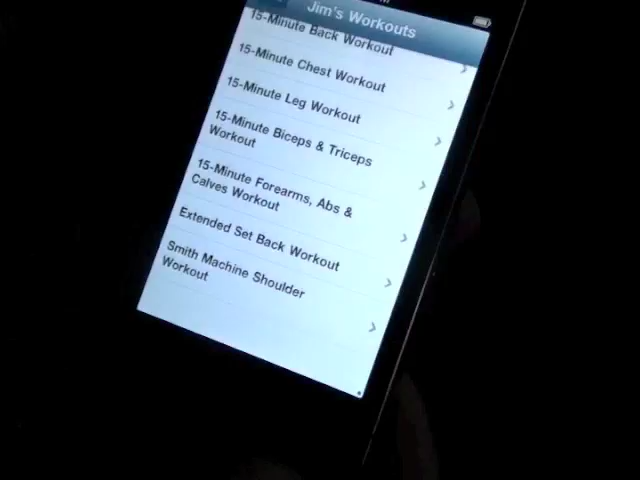 Jim's Workouts
15-Minute Back Workout
15-Minute Chest Workout
15-Minute Leg Workout
15-Minute Biceps & Triceps
Workout
15-Minute Forearms, Abs &
Calves Workout
Extended Set Back Workout
Smith Machine Shoulder
Workout